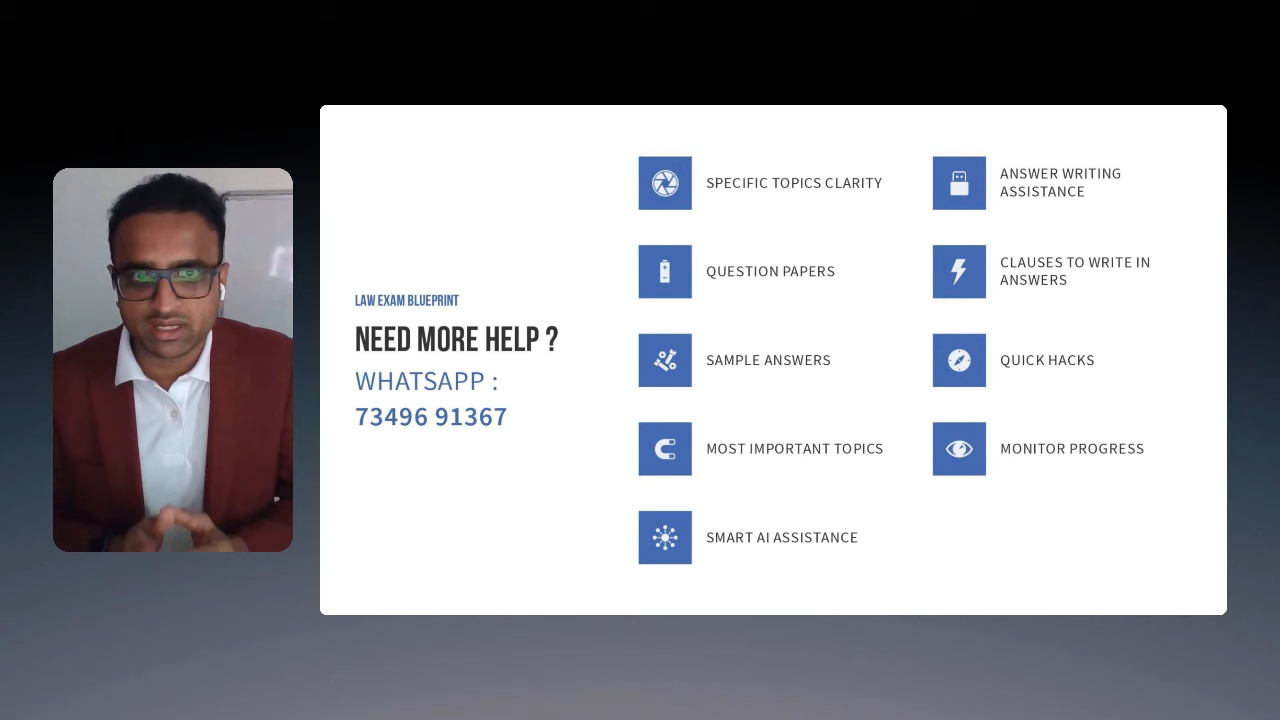 LAW EXAM BLUEPRINT
NEED MORE HELP ?
WHATSAPP :
73496 91367
SPECIFIC TOPICS CLARITY
QUESTION PAPERS
SAMPLE ANSWERS
MOST IMPORTANT TOPICS
SMART AI ASSISTANCE
ANSWER WRITING
ASSISTANCE
CLAUSES TO WRITE IN
ANSWERS
QUICK HACKS
MONITOR PROGRESS